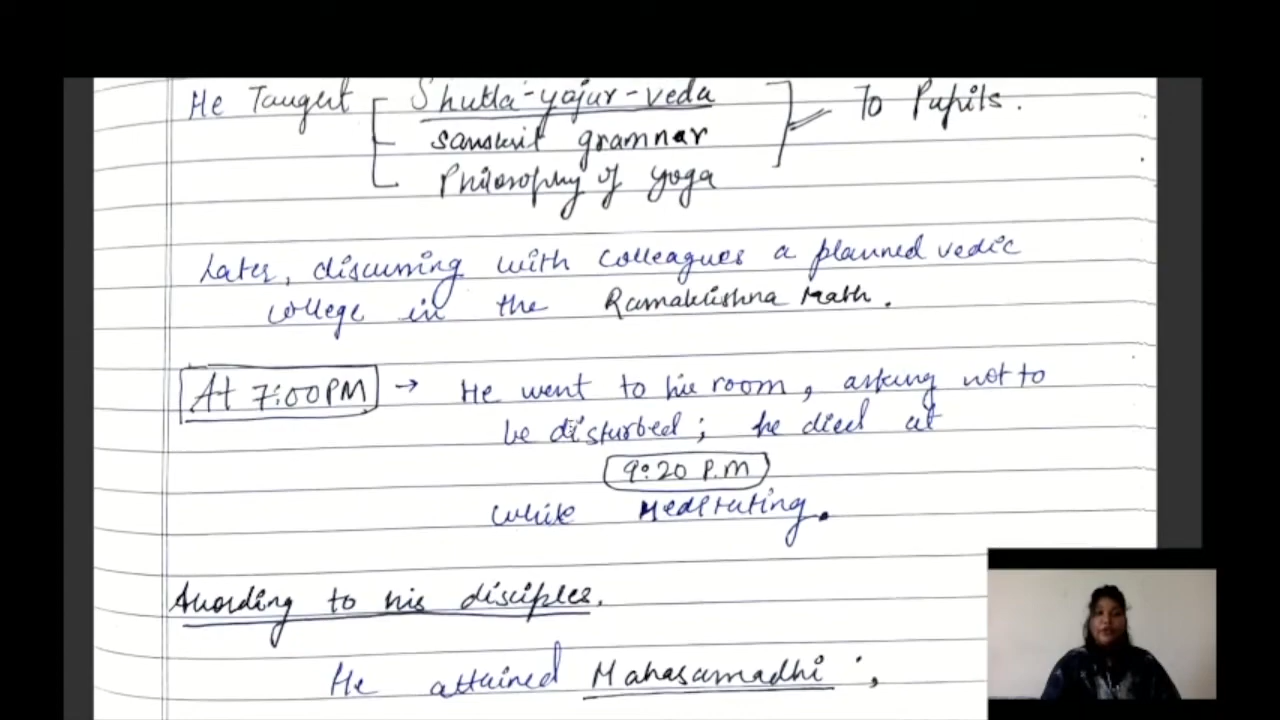 He Taught Shukla-yajur-veda To Pupils.
sanskrit grammar
Philosophy of yoga
Later, discussing with colleagues a planned vedic
college in the Ramakrishna Math.
At 7:00PM → He went to his room, asking not to
be disturbed; he died at
9:20 P.M
while Meditating.
According to his disciples.
He attained Mahasamadhi ;